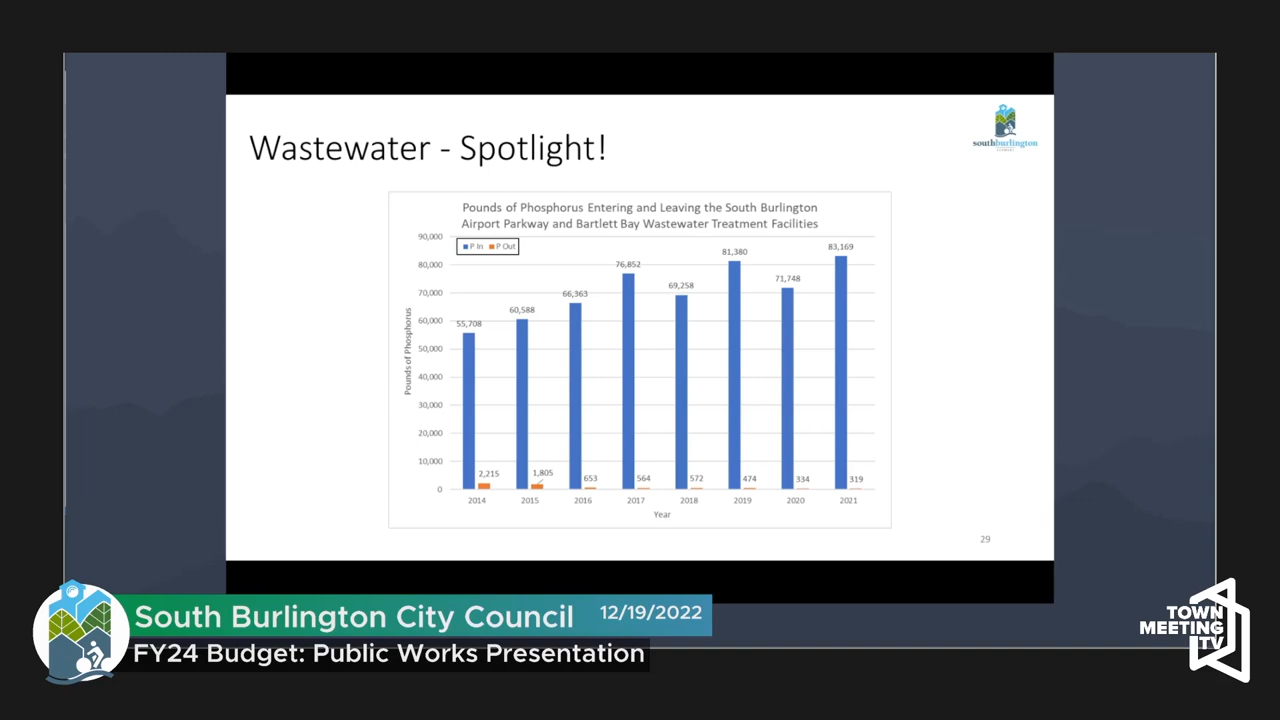 Wastewater - Spotlight!
southburlington
Pounds of Phosphorus Entering and Leaving the South Burlington
Airport Parkway and Bartlett Bay Wastewater Treatment Facilities
P In P Out
Pounds of Phosphorus
90,000
80,000
70,000
60,000
50,000
40,000
30,000
20,000
10,000
0
55,708
60,588
66,363
76,852
69,258
81,380
71,748
83,169
2,215
1,805
653
564
572
474
334
319
2014 2015 2016 2017 2018 2019 2020 2021
Year
29
South Burlington City Council 12/19/2022
FY24 Budget: Public Works Presentation
TOWN
MEETING
TV